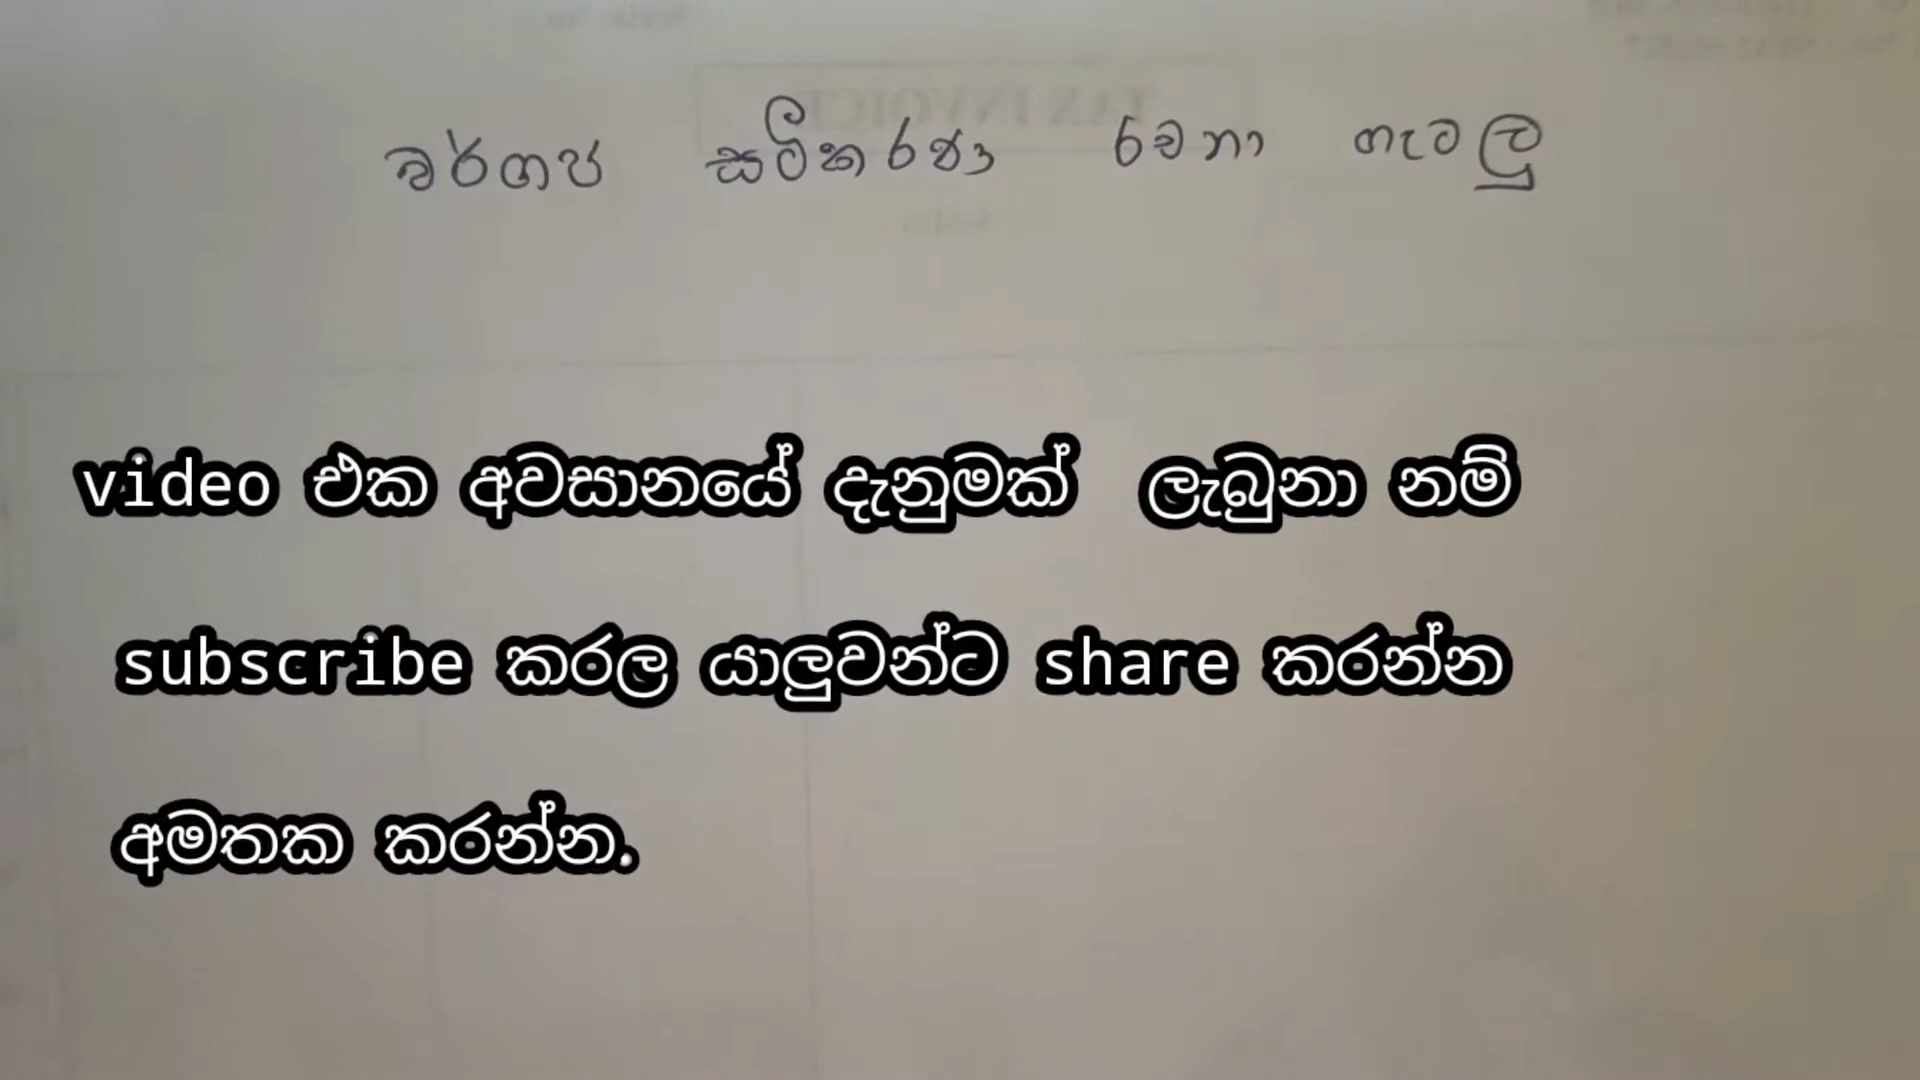 වර්ගජ සමීකරණ රචනා ගැටලු
video එක අවසානයේ දැනුමක් ලැබුනා නම්
subscribe කරල යාලුවන්ට share කරන්න
අමතක කරන්න.